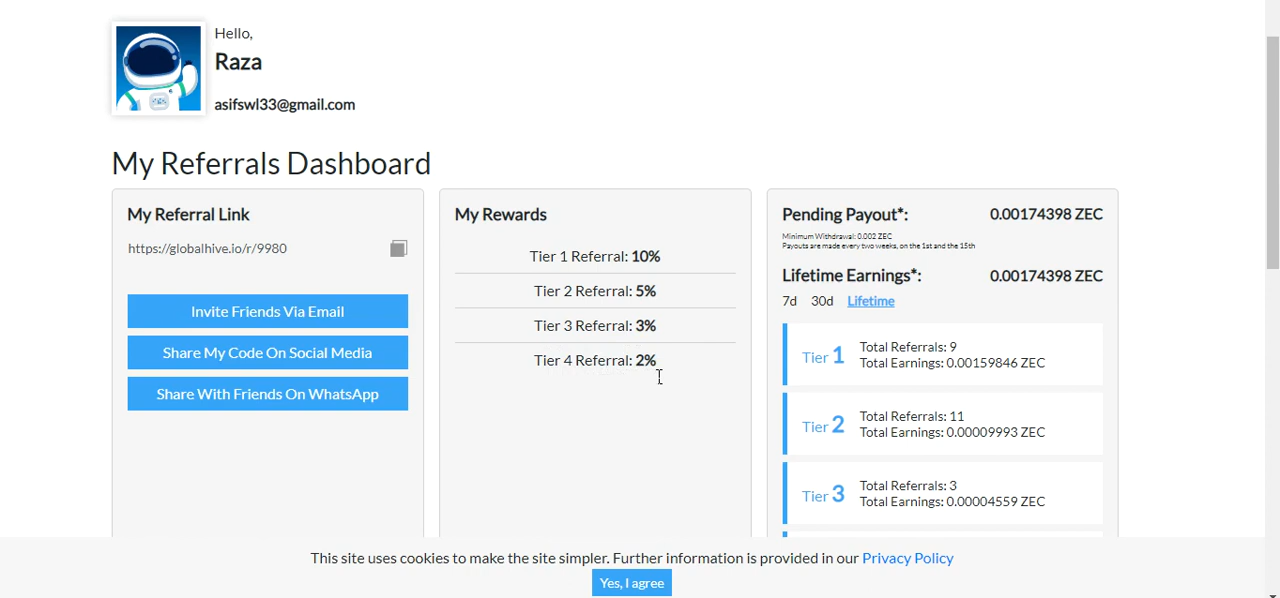 Hello,
Raza
asifswl33@gmail.com
My Referrals Dashboard
My Referral Link
https://globalhive.io/r/9980
Invite Friends Via Email
Share My Code On Social Media
Share With Friends On WhatsApp
My Rewards
Tier 1 Referral: 10%
Tier 2 Referral: 5%
Tier 3 Referral: 3%
Tier 4 Referral: 2%
Pending Payout*: 0.00174398 ZEC
Minimum Withdrawal: 0.002 ZEC
Payouts are made every two weeks, on the 1st and the 15th
Lifetime Earnings*: 0.00174398 ZEC
7d 30d Lifetime
Tier 1
Total Referrals: 9
Total Earnings: 0.00159846 ZEC
Tier 2
Total Referrals: 11
Total Earnings: 0.00009993 ZEC
Tier 3
Total Referrals: 3
Total Earnings: 0.00004559 ZEC
This site uses cookies to make the site simpler. Further information is provided in our Privacy Policy
Yes, I agree